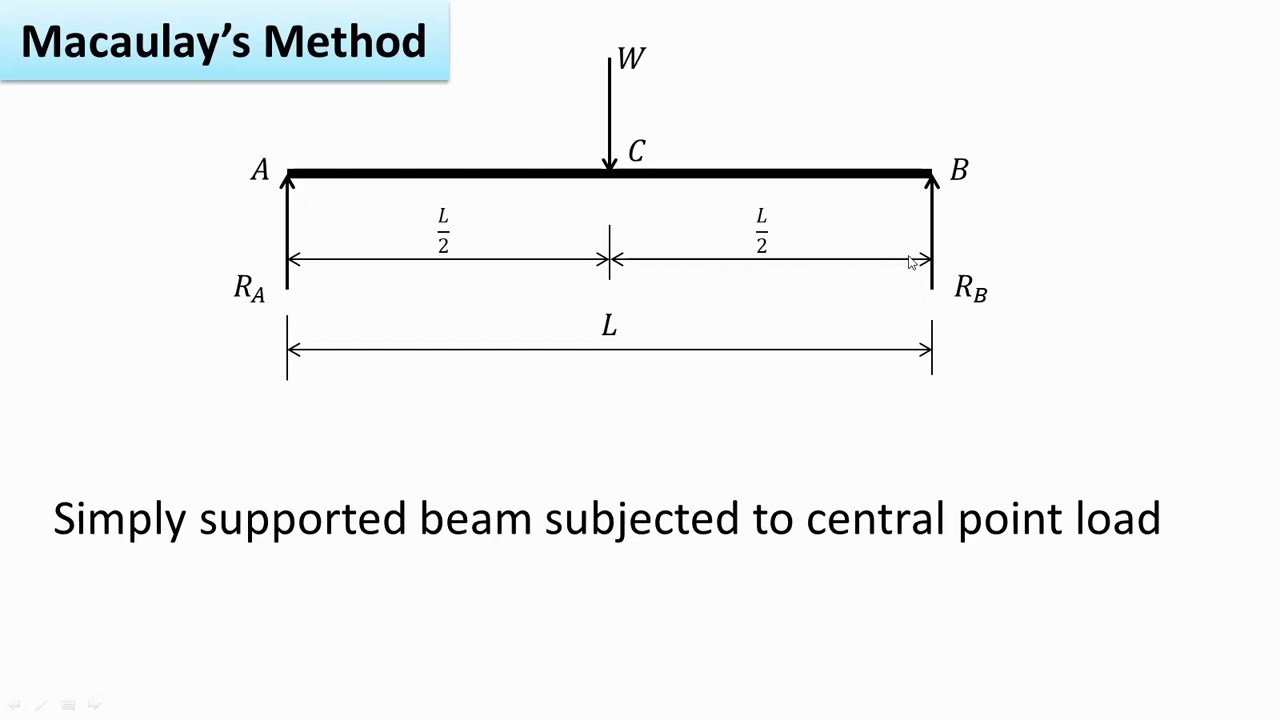 Macaulay’s Method
W
C
A
B
L/2
L/2
R_A
R_B
L
Simply supported beam subjected to central point load